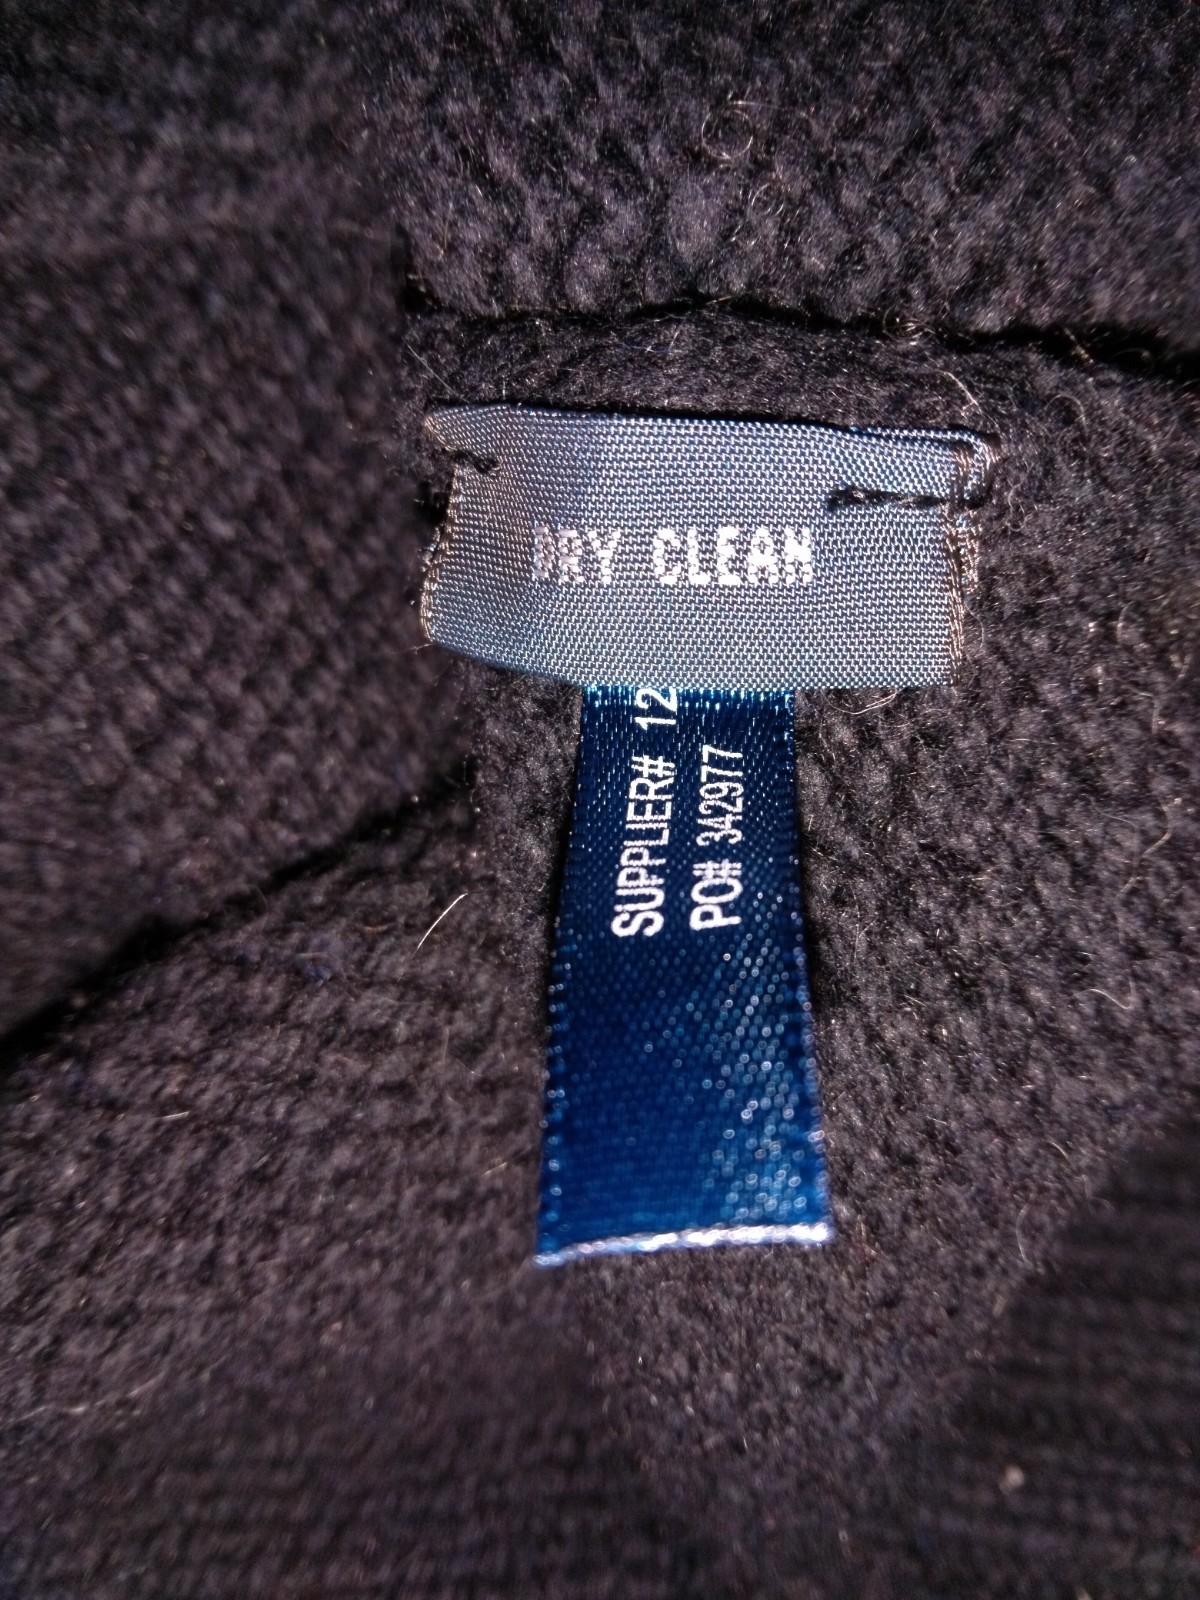 DRY CLEAN
SUPPLIER# 12
PO# 342977